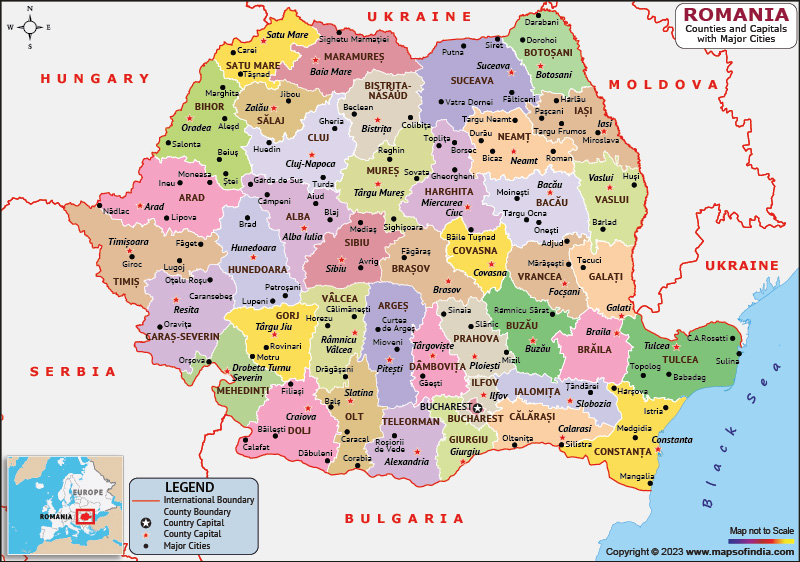 ROMANIA
Counties and Capitals
with Major Cities
N
W
E
S
UKRAINE
HUNGARY
MOLDOVA
UKRAINE
SERBIA
BULGARIA
Black Sea
Satu Mare
Carei
SATU MARE
Tășnad
Sighetu Marmației
MARAMUREȘ
Baia Mare
Darabani
Dorohoi
BOTOȘANI
Botosani
Siret
Putna
Suceava
SUCEAVA
Vatra Dornei
Fălticeni
Marghita
BIHOR
Oradea
Aleșd
Salonta
Beiuș
Ștei
Jibou
Zalău
SĂLAJ
BISTRIȚA-
NĂSĂUD
Beclean
Bistrița
Gherla
CLUJ
Huedin
Cluj-Napoca
Turda
Colibița
Reghin
MUREȘ
Sovata
Târgu Mureș
Sighișoara
Toplița
Borsec
Gheorgheni
HARGHITA
Miercurea
Ciuc
Târgu Neamt
Durău
NEAMȚ
Bicaz
Neamt
Roman
Hârlău
Pașcani
IAȘI
Targu Frumos
Iasi
Miroslava
Moinești
Bacău
BACĂU
Târgu Ocna
Onești
Vaslui
Huși
VASLUI
Bârlad
Moneasa
Ineu
ARAD
Nădlac
Arad
Lipova
Gârda de Sus
Câmpeni
Aiud
ALBA
Blaj
Alba Iulia
Brad
Hunedoara
HUNEDOARA
Petroșani
Lupeni
Mediaș
SIBIU
Sibiu
Avrig
Făgăraș
BRAȘOV
Brasov
Băile Tușnad
COVASNA
Covasna
Adjud
Mărășești
VRANCEA
Focșani
Tecuci
GALAȚI
Galati
Timișoara
Făget
Giroc
Lugoj
TIMIȘ
Oțelu Roșu
Caransebeș
Resita
Oravița
CARAȘ-SEVERIN
Orșova
GORJ
Târgu Jiu
Rovinari
Motru
Drobeta Turnu
Severin
MEHEDINȚI
VÂLCEA
Călimănești
Horezu
Râmnicu
Vâlcea
Drăgășani
ARGES
Curtea
de Argeș
Mioveni
Pitești
Târgoviște
DÂMBOVIȚA
Găești
Sinaia
Slănic
PRAHOVA
Ploiești
Mizil
Râmnicu Sărat
BUZĂU
Buzău
Braila
BRĂILA
Tulcea
C.A.Rosetti
TULCEA
Sulina
Topolog
Babadag
ILFOV
Ilfov
BUCHAREST
BUCHAREST
IALOMIȚA
Țăndărei
Slobozia
Hârșova
Istria
Medgidia
Constanta
CONSTANȚA
Mangalia
CĂLĂRAȘI
Calarasi
Oltenița
Silistra
Filiași
Craiova
Băilești
DOLJ
Calafat
Dăbuleni
Slatina
Balș
OLT
Caracal
Corabia
TELEORMAN
Roșiorii
de Vede
Alexandria
GIURGIU
Giurgiu
EUROPE
ROMANIA
LEGEND
International Boundary
County Boundary
Country Capital
County Capital
Major Cities
Map not to Scale
Copyright © 2023 www.mapsofindia.com